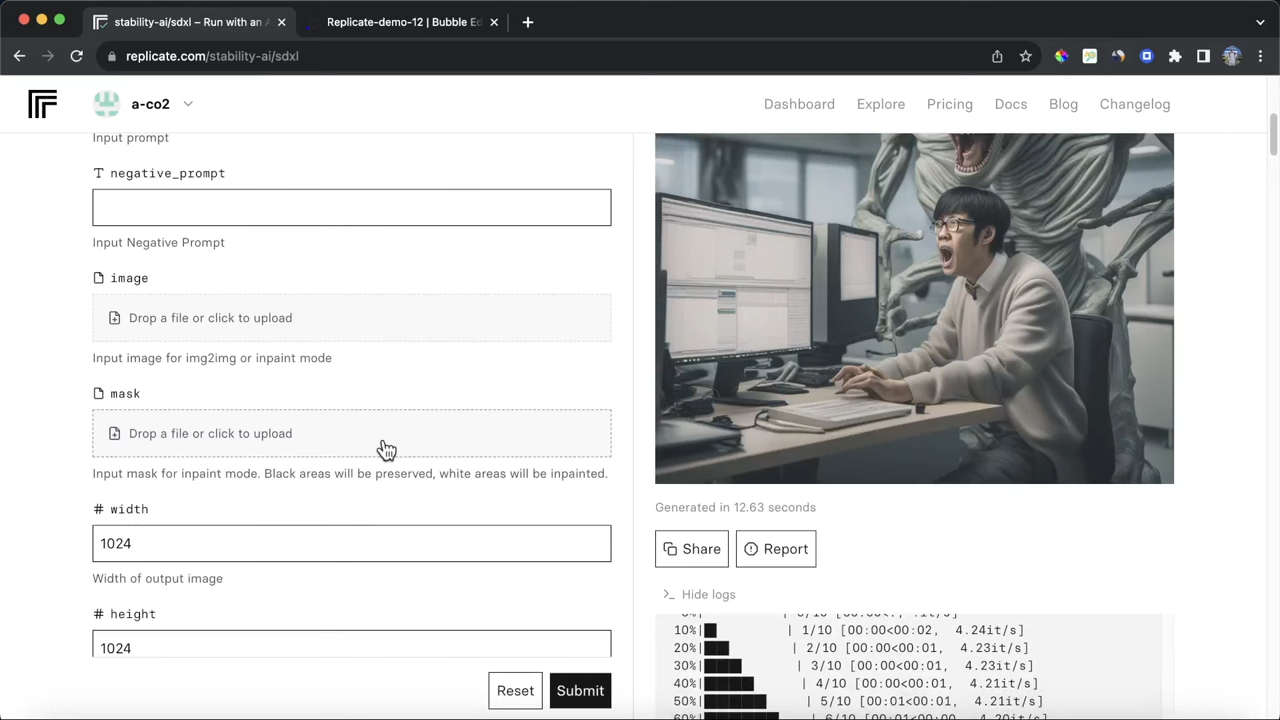 stability-ai/sdxl – Run with an A
Replicate-demo-12 | Bubble Ed
replicate.com/stability-ai/sdxl
a-co2
Dashboard
Explore
Pricing
Docs
Blog
Changelog
Input prompt
negative_prompt
Input Negative Prompt
image
Drop a file or click to upload
Input image for img2img or inpaint mode
mask
Drop a file or click to upload
Input mask for inpaint mode. Black areas will be preserved, white areas will be inpainted.
# width
1024
Width of output image
# height
1024
Reset
Submit
Generated in 12.63 seconds
Share
Report
Hide logs
10%| | 1/10 [00:00<00:02, 4.24it/s]
20%| | 2/10 [00:00<00:01, 4.23it/s]
30%| | 3/10 [00:00<00:01, 4.23it/s]
40%| | 4/10 [00:00<00:01, 4.21it/s]
50%| | 5/10 [00:01<00:01, 4.21it/s]